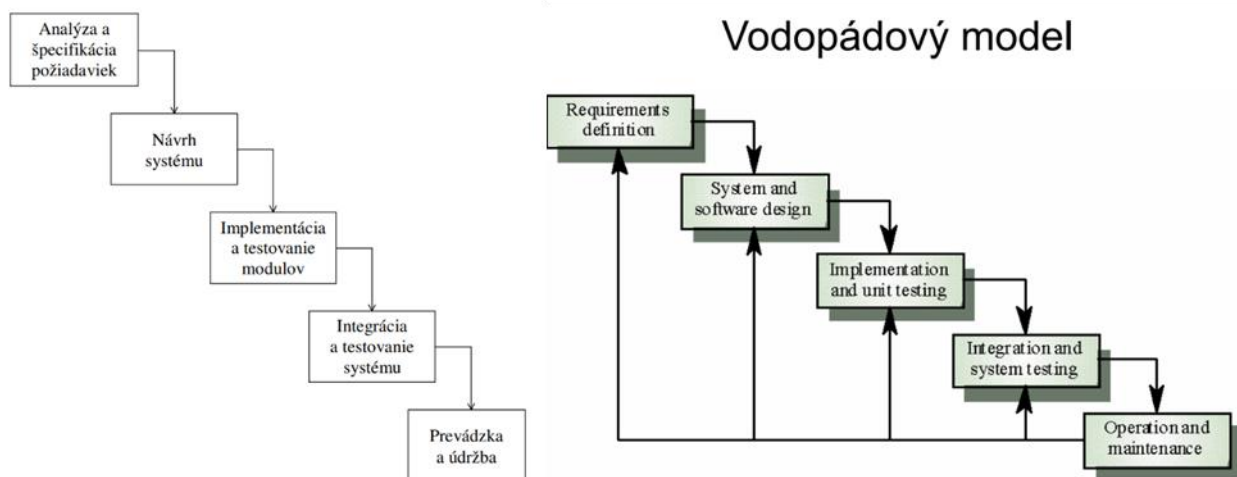 Analýza a
špecifikácia
požiadaviek
Návrh
systému
Implementácia
a testovanie
modulov
Integrácia
a testovanie
systému
Prevádzka
a údržba
Vodopádový model
Requirements
definition
System and
software design
Implementation
and unit testing
Integration and
system testing
Operation and
maintenance